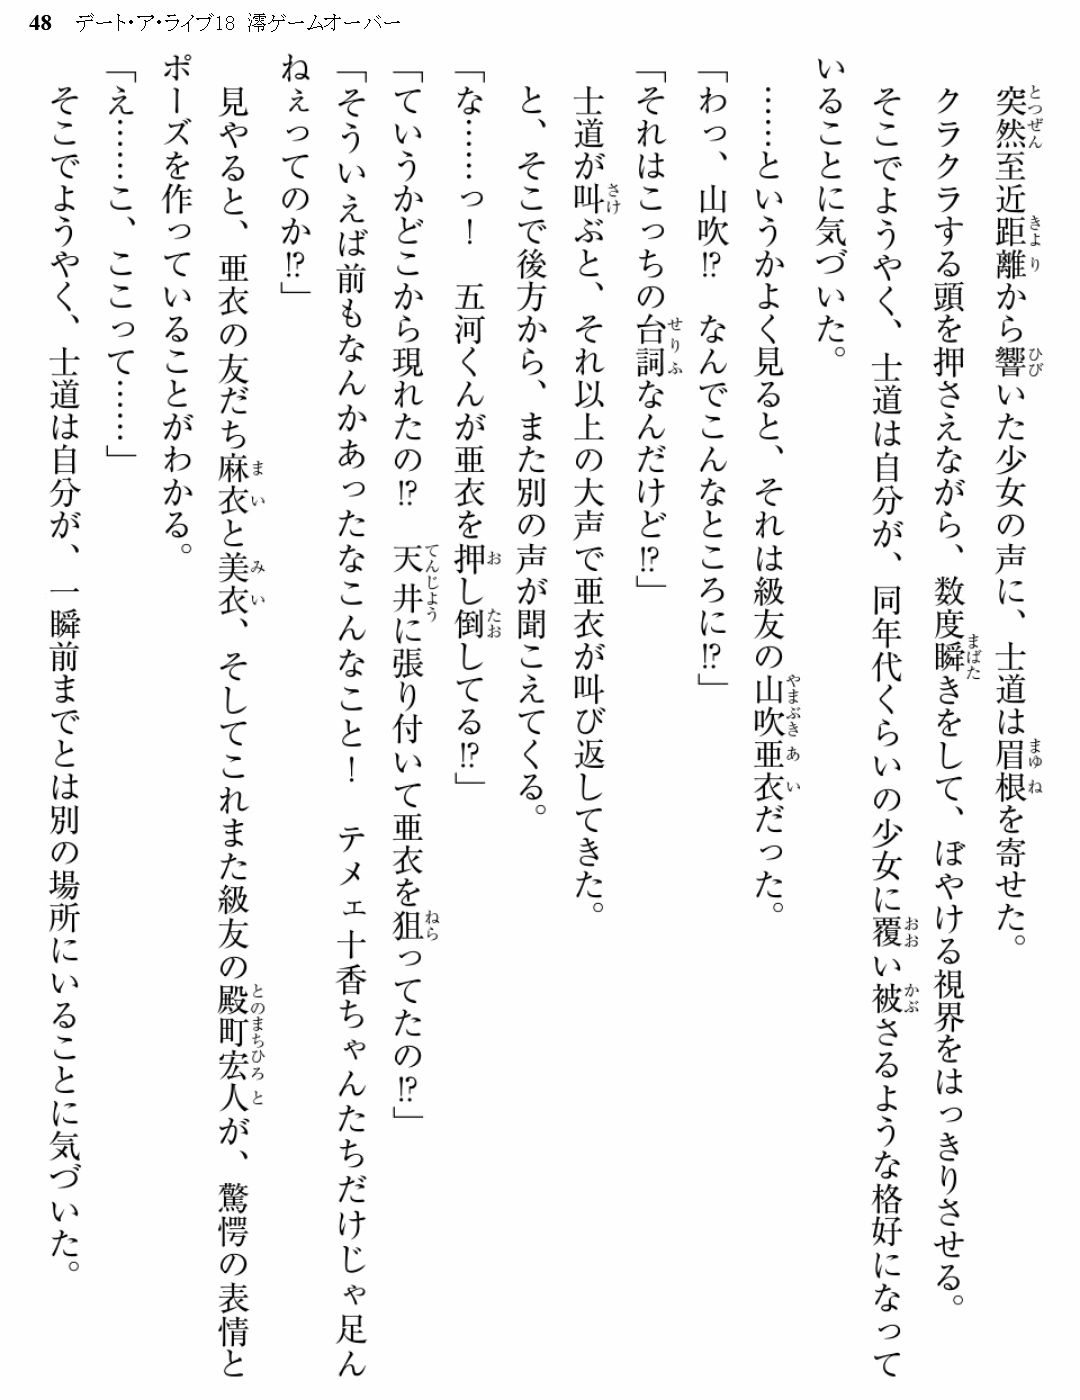 48 デート・ア・ライブ18 澪ゲームオーバー
突然至近距離から響いた少女の声に、士道は眉根を寄せた。
クラクラする頭を押さえながら、数度瞬きをして、ぼやける視界をはっきりさせる。
そこでようやく、士道は自分が、同年代くらいの少女に覆い被さるような格好になって
いることに気づいた。
……というかよく見ると、それは級友の山吹亜衣だった。
「わっ、山吹!?　なんでこんなところに!?」
「それはこっちの台詞なんだけど!?」
士道が叫ぶと、それ以上の大声で亜衣が叫び返してきた。
と、そこで後方から、また別の声が聞こえてくる。
「な……っ！　五河くんが亜衣を押し倒してる!?」
「ていうかどこから現れたの!?　天井に張り付いて亜衣を狙ってたの!?」
「そういえば前もなんかあったなこんなこと！　テメェ十香ちゃんたちだけじゃ足ん
ねぇってのか!?」
見やると、亜衣の友だち麻衣と美衣、そしてこれまた級友の殿町宏人が、驚愕の表情と
ポーズを作っていることがわかる。
「え……こ、ここって……」
そこでようやく、士道は自分が、一瞬前までとは別の場所にいることに気づいた。